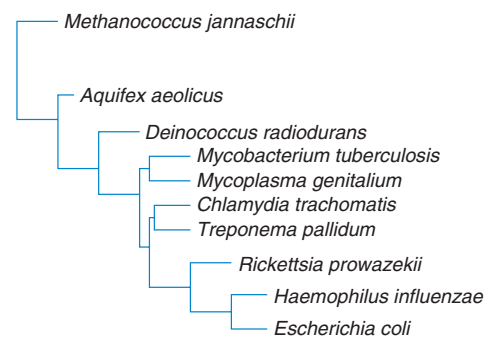 Methanococcus jannaschii
Aquifex aeolicus
Deinococcus radiodurans
Mycobacterium tuberculosis
Mycoplasma genitalium
Chlamydia trachomatis
Treponema pallidum
Rickettsia prowazekii
Haemophilus influenzae
Escherichia coli